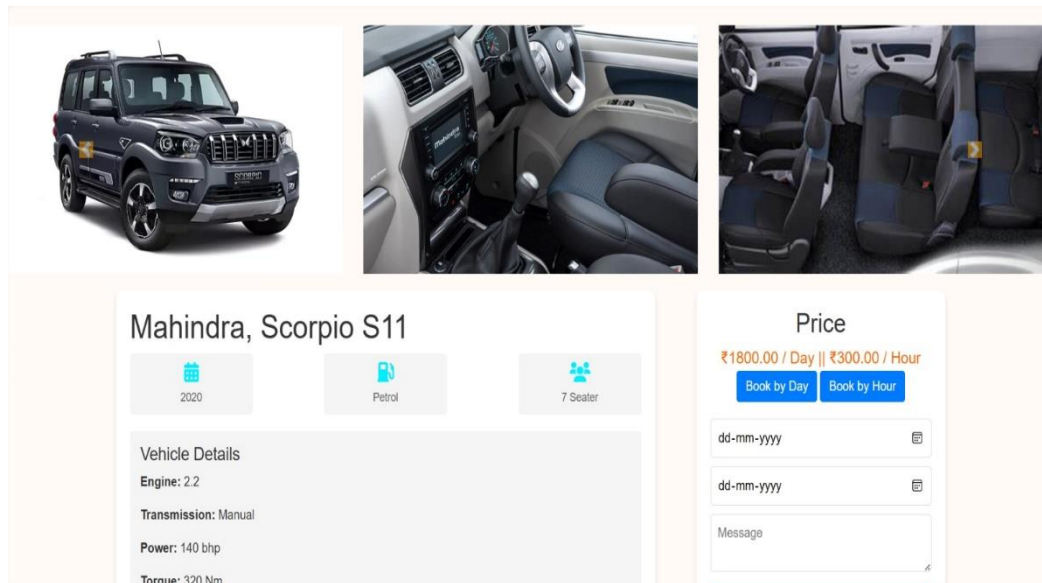 SCORPIO
mahindra
Mahindra, Scorpio S11
2020
Petrol
7 Seater
Vehicle Details
Engine: 2.2
Transmission: Manual
Power: 140 bhp
Torque: 320 Nm
Price
₹1800.00 / Day || ₹300.00 / Hour
Book by Day
Book by Hour
dd-mm-yyyy
dd-mm-yyyy
Message